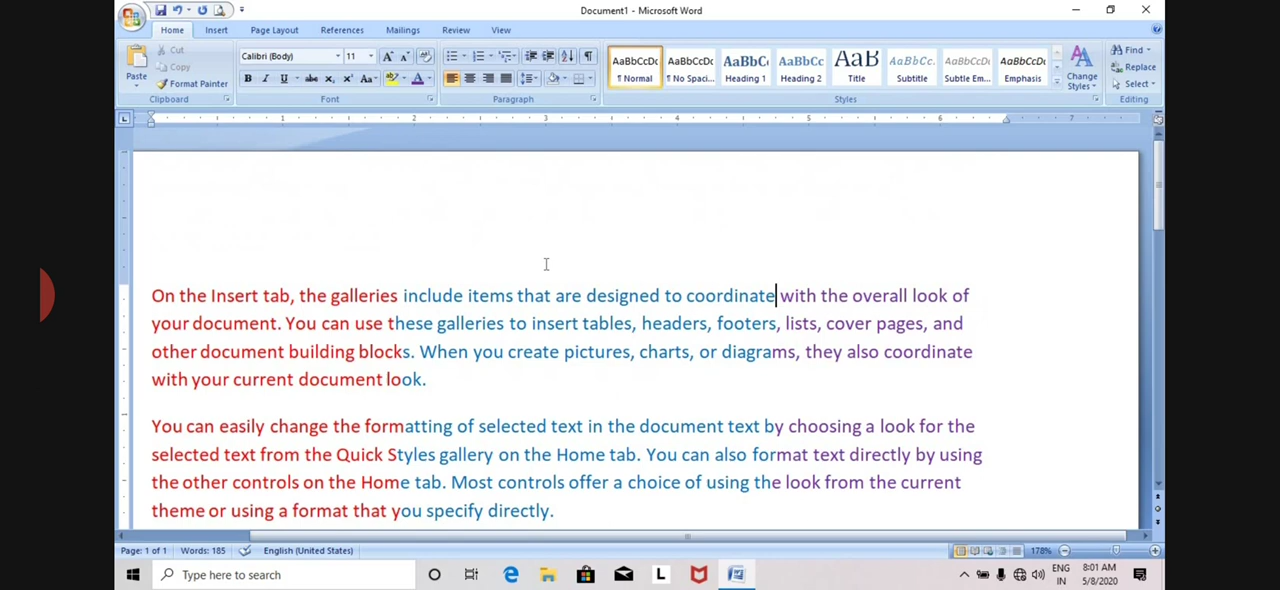 Document1 - Microsoft Word
Home Insert Page Layout References Mailings Review View
Paste Cut Copy Format Painter
Calibri (Body) 11
AaBbCcDc AaBbCcDc AaBbC AaBbCc AaB AaBbCc. AaBbCcDi AaBbCcDi
¶ Normal ¶ No Spaci... Heading 1 Heading 2 Title Subtitle Subtle Em... Emphasis
Change Styles
Find Replace Select
Clipboard Font Paragraph Styles Editing
1 2 3 4 5 6 7
On the Insert tab, the galleries include items that are designed to coordinate with the overall look of
your document. You can use these galleries to insert tables, headers, footers, lists, cover pages, and
other document building blocks. When you create pictures, charts, or diagrams, they also coordinate
with your current document look.
You can easily change the formatting of selected text in the document text by choosing a look for the
selected text from the Quick Styles gallery on the Home tab. You can also format text directly by using
the other controls on the Home tab. Most controls offer a choice of using the look from the current
theme or using a format that you specify directly.
Page: 1 of 1 Words: 185 English (United States) 178%
Type here to search
ENG 8:01 AM
IN 5/8/2020